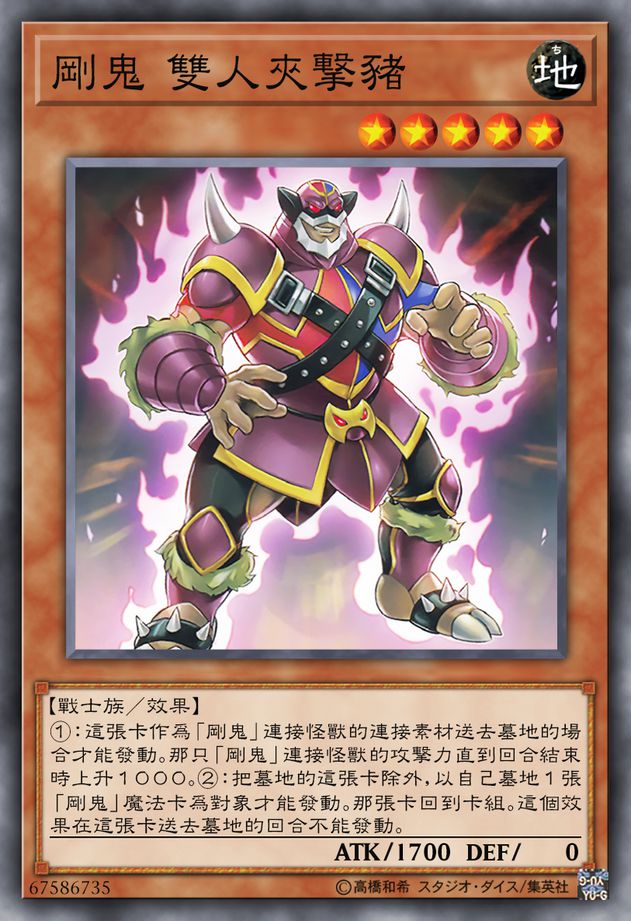 剛鬼 雙人夾擊豬
ち
地
【戰士族／效果】
①：這張卡作為「剛鬼」連接怪獸的連接素材送去墓地的場
合才能發動。那只「剛鬼」連接怪獸的攻擊力直到回合結束
時上升１０００。②：把墓地的這張卡除外，以自己墓地１張
「剛鬼」魔法卡為對象才能發動。那張卡回到卡組。這個效
果在這張卡送去墓地的回合不能發動。
ATK/1700 DEF/ 0
67586735
©高橋和希 スタジオ・ダイス/集英社